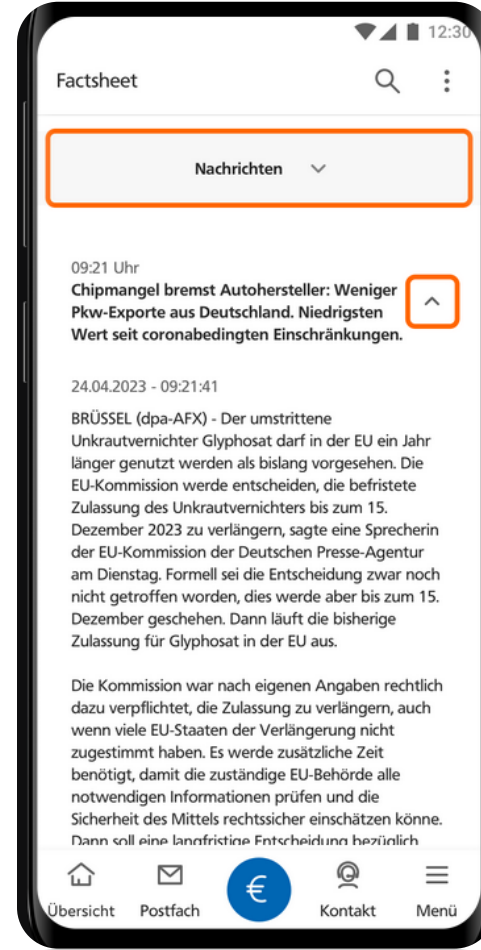 12:30
Factsheet
Nachrichten
09:21 Uhr
Chipmangel bremst Autohersteller: Weniger
Pkw-Exporte aus Deutschland. Niedrigsten
Wert seit coronabedingten Einschränkungen.
24.04.2023 - 09:21:41
BRÜSSEL (dpa-AFX) - Der umstrittene
Unkrautvernichter Glyphosat darf in der EU ein Jahr
länger genutzt werden als bislang vorgesehen. Die
EU-Kommission werde entscheiden, die befristete
Zulassung des Unkrautvernichters bis zum 15.
Dezember 2023 zu verlängern, sagte eine Sprecherin
der EU-Kommission der Deutschen Presse-Agentur
am Dienstag. Formell sei die Entscheidung zwar noch
nicht getroffen worden, dies werde aber bis zum 15.
Dezember geschehen. Dann läuft die bisherige
Zulassung für Glyphosat in der EU aus.
Die Kommission war nach eigenen Angaben rechtlich
dazu verpflichtet, die Zulassung zu verlängern, auch
wenn viele EU-Staaten der Verlängerung nicht
zugestimmt haben. Es werde zusätzliche Zeit
benötigt, damit die zuständige EU-Behörde alle
notwendigen Informationen prüfen und die
Sicherheit des Mittels rechtssicher einschätzen könne.
Dann soll eine langfristige Entscheidung bezüglich
€
Übersicht Postfach Kontakt Menü